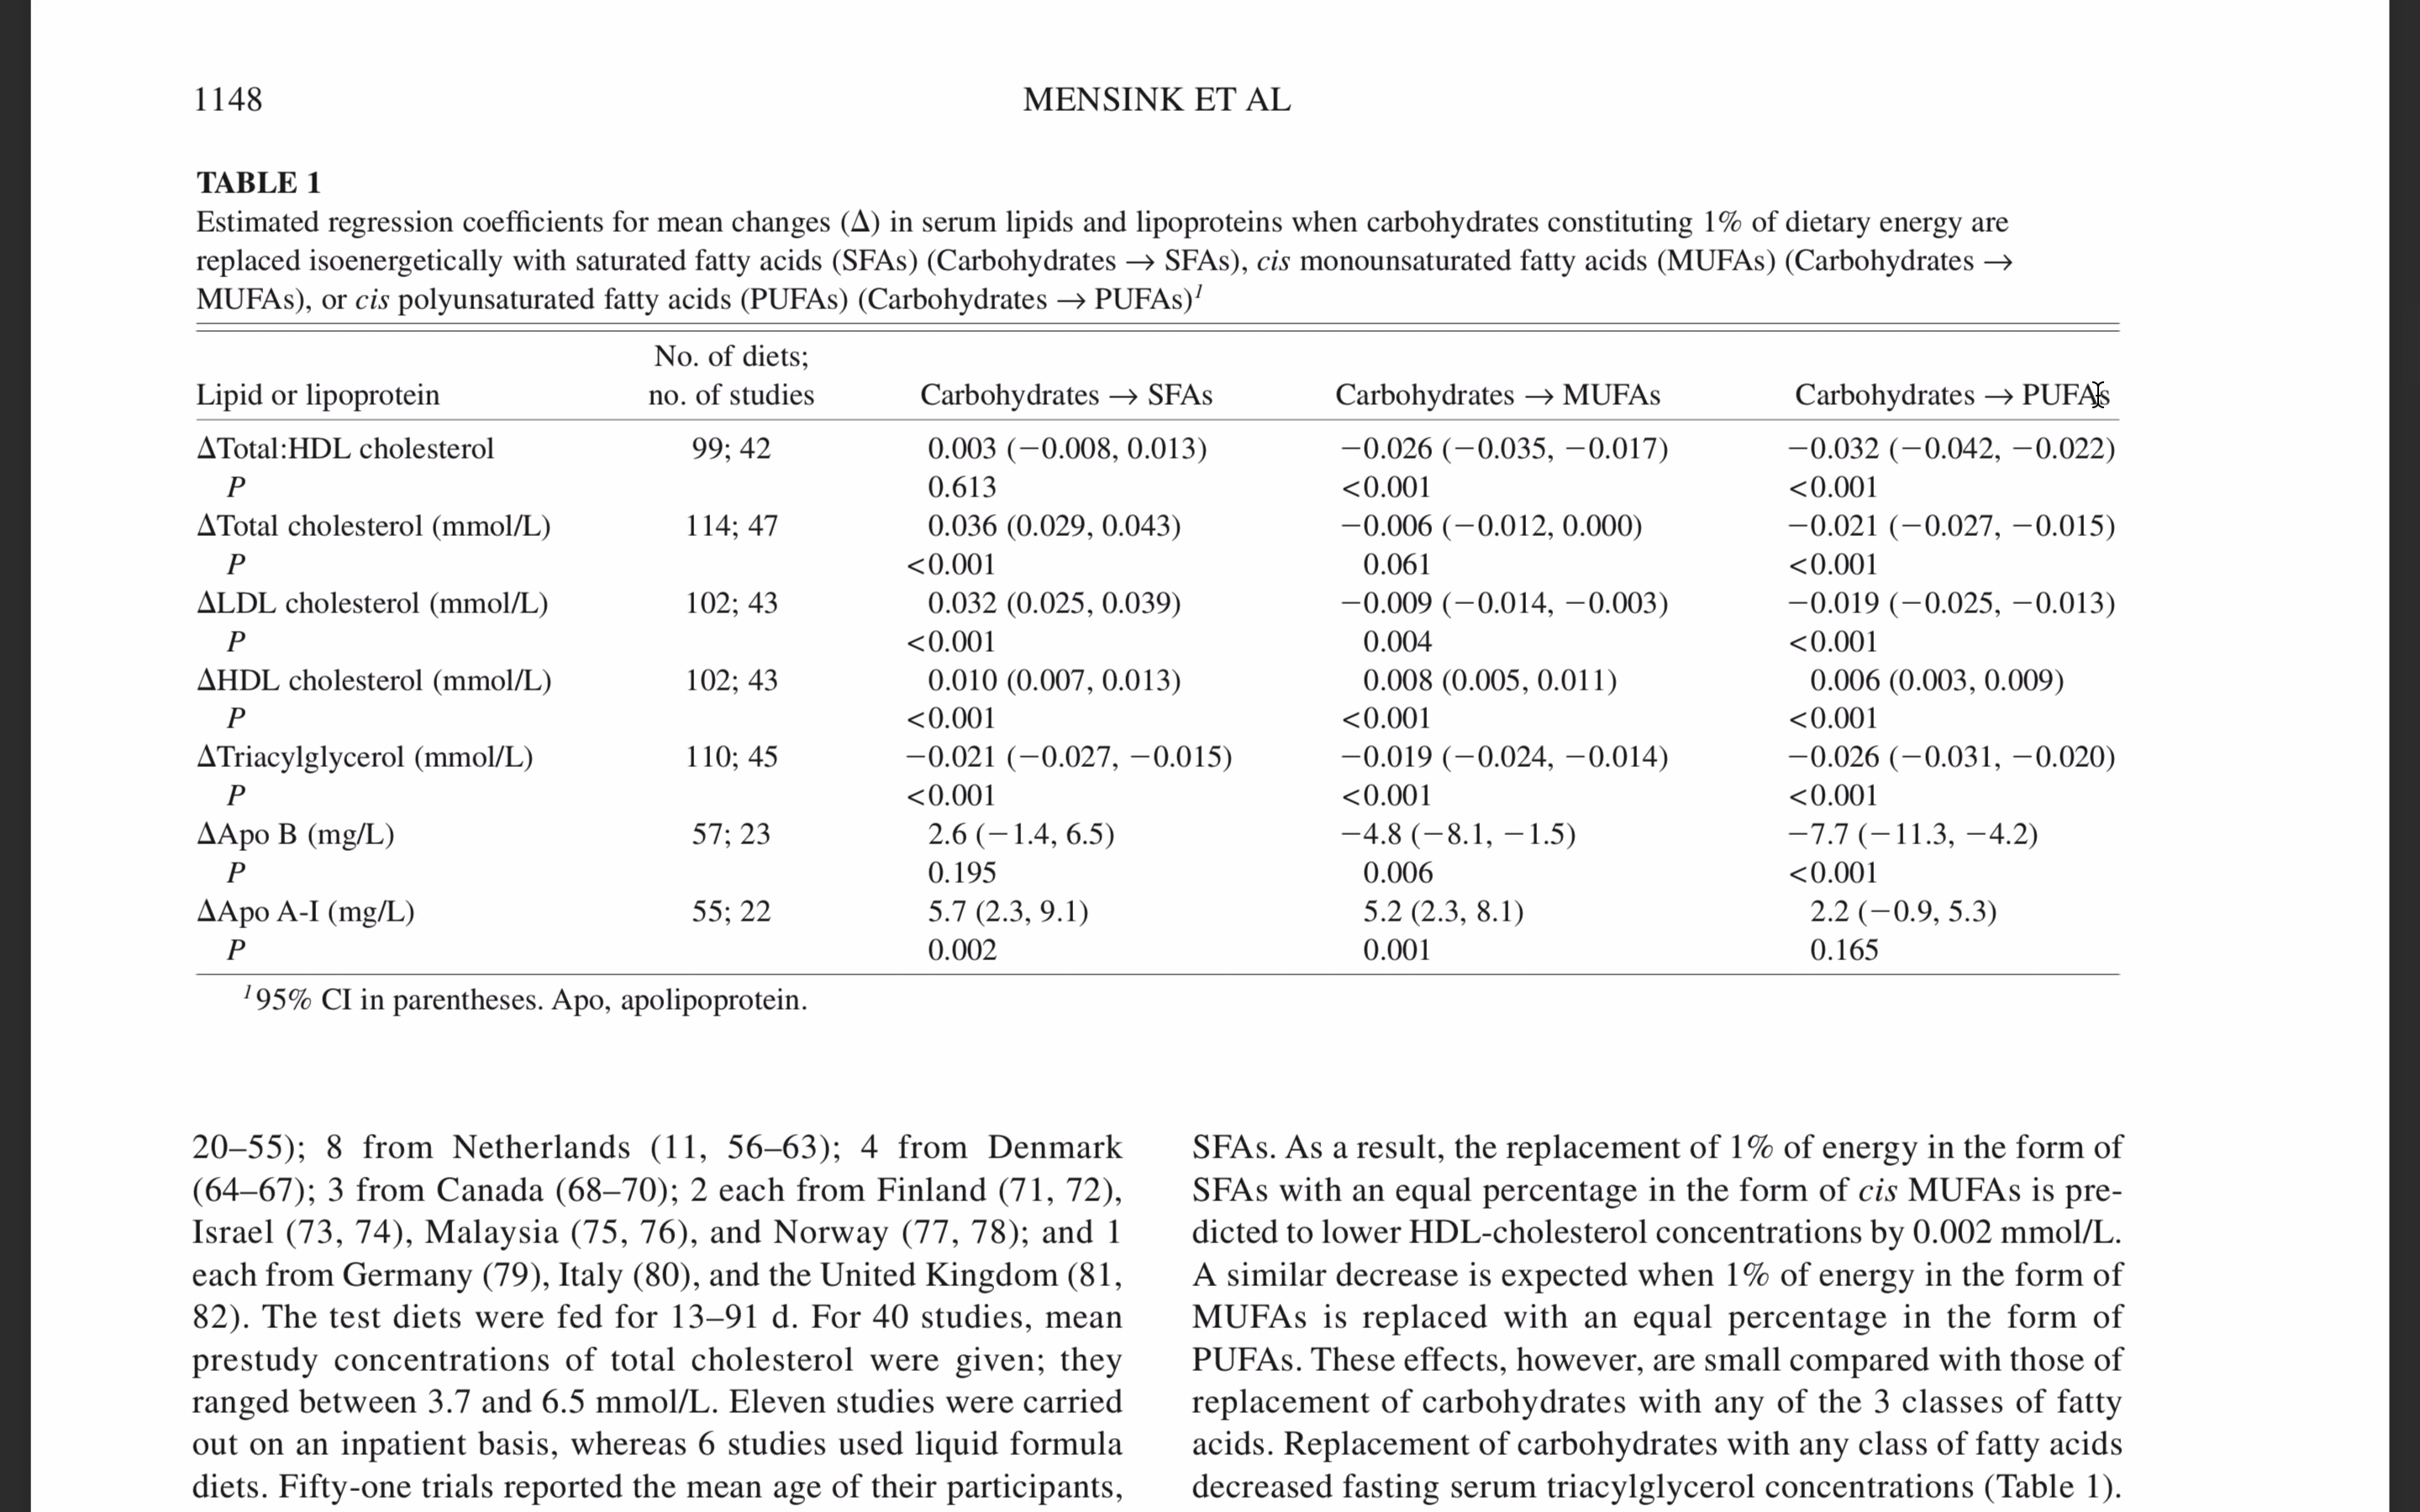 1148
MENSINK ET AL
TABLE 1
Estimated regression coefficients for mean changes (Δ) in serum lipids and lipoproteins when carbohydrates constituting 1% of dietary energy are
replaced isoenergetically with saturated fatty acids (SFAs) (Carbohydrates → SFAs), cis monounsaturated fatty acids (MUFAs) (Carbohydrates →
MUFAs), or cis polyunsaturated fatty acids (PUFAs) (Carbohydrates → PUFAs)1
No. of diets;
Lipid or lipoprotein no. of studies Carbohydrates → SFAs Carbohydrates → MUFAs Carbohydrates → PUFAs
ΔTotal:HDL cholesterol 99; 42 0.003 (−0.008, 0.013) −0.026 (−0.035, −0.017) −0.032 (−0.042, −0.022)
P 0.613 <0.001 <0.001
ΔTotal cholesterol (mmol/L) 114; 47 0.036 (0.029, 0.043) −0.006 (−0.012, 0.000) −0.021 (−0.027, −0.015)
P <0.001 0.061 <0.001
ΔLDL cholesterol (mmol/L) 102; 43 0.032 (0.025, 0.039) −0.009 (−0.014, −0.003) −0.019 (−0.025, −0.013)
P <0.001 0.004 <0.001
ΔHDL cholesterol (mmol/L) 102; 43 0.010 (0.007, 0.013) 0.008 (0.005, 0.011) 0.006 (0.003, 0.009)
P <0.001 <0.001 <0.001
ΔTriacylglycerol (mmol/L) 110; 45 −0.021 (−0.027, −0.015) −0.019 (−0.024, −0.014) −0.026 (−0.031, −0.020)
P <0.001 <0.001 <0.001
ΔApo B (mg/L) 57; 23 2.6 (−1.4, 6.5) −4.8 (−8.1, −1.5) −7.7 (−11.3, −4.2)
P 0.195 0.006 <0.001
ΔApo A-I (mg/L) 55; 22 5.7 (2.3, 9.1) 5.2 (2.3, 8.1) 2.2 (−0.9, 5.3)
P 0.002 0.001 0.165
1 95% CI in parentheses. Apo, apolipoprotein.
20–55); 8 from Netherlands (11, 56–63); 4 from Denmark
(64–67); 3 from Canada (68–70); 2 each from Finland (71, 72),
Israel (73, 74), Malaysia (75, 76), and Norway (77, 78); and 1
each from Germany (79), Italy (80), and the United Kingdom (81,
82). The test diets were fed for 13–91 d. For 40 studies, mean
prestudy concentrations of total cholesterol were given; they
ranged between 3.7 and 6.5 mmol/L. Eleven studies were carried
out on an inpatient basis, whereas 6 studies used liquid formula
diets. Fifty-one trials reported the mean age of their participants,
SFAs. As a result, the replacement of 1% of energy in the form of
SFAs with an equal percentage in the form of cis MUFAs is pre-
dicted to lower HDL-cholesterol concentrations by 0.002 mmol/L.
A similar decrease is expected when 1% of energy in the form of
MUFAs is replaced with an equal percentage in the form of
PUFAs. These effects, however, are small compared with those of
replacement of carbohydrates with any of the 3 classes of fatty
acids. Replacement of carbohydrates with any class of fatty acids
decreased fasting serum triacylglycerol concentrations (Table 1).